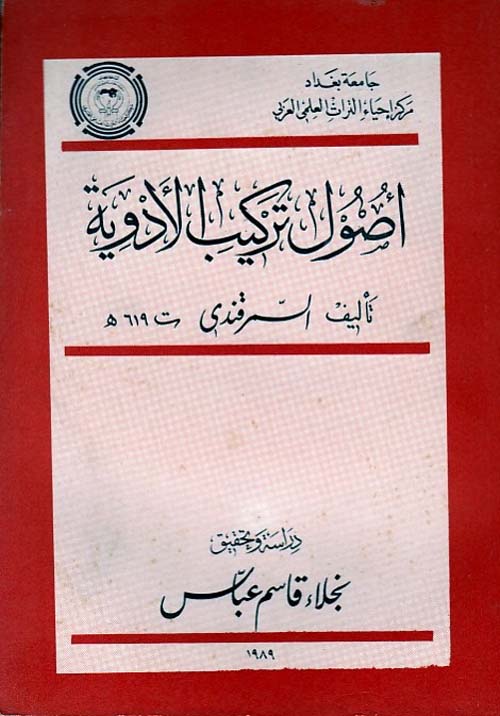 جامعة بغداد
مركز إحياء التراث العلمي العربي
أصول تركيب الأدوية
تأليف السمرقندي ت ٦١٩ ه
دراسة وتحقيق
نجلاء قاسم عباس
١٩٨٩